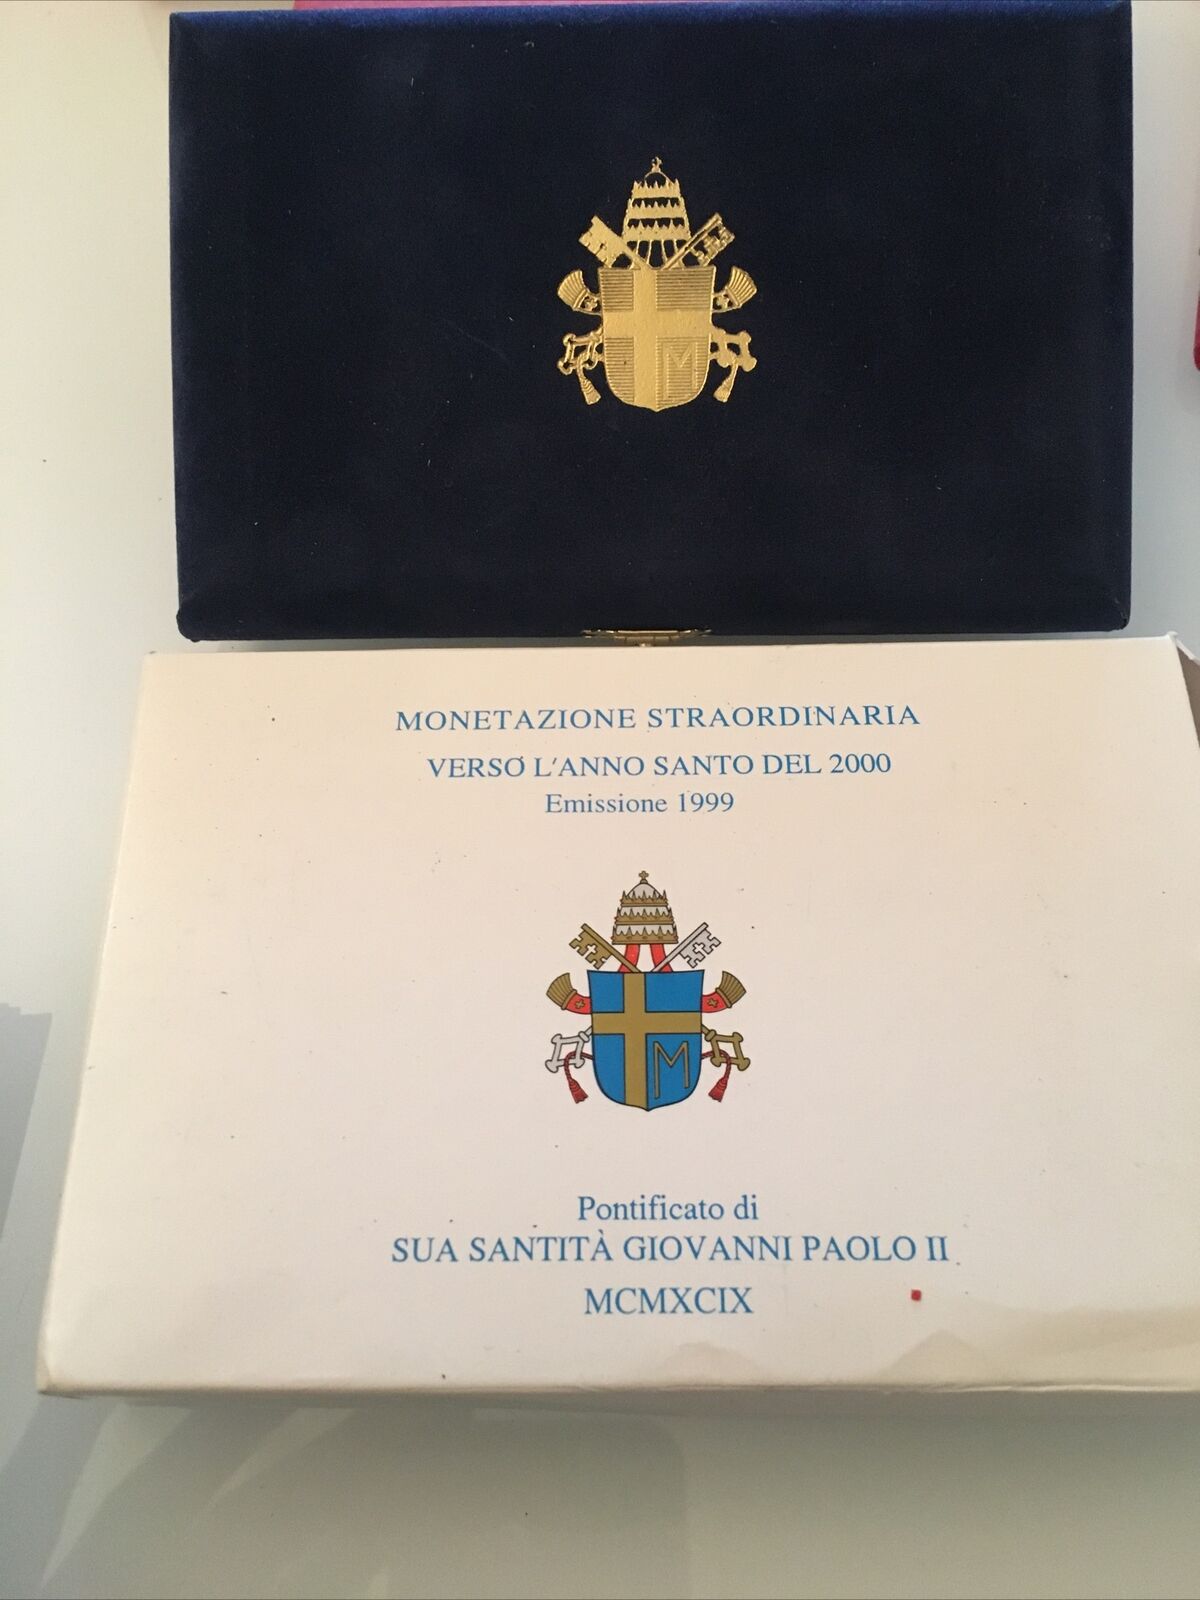 M
MONETAZIONE STRAORDINARIA
VERSO L'ANNO SANTO DEL 2000
Emissione 1999
M
Pontificato di
SUA SANTITÀ GIOVANNI PAOLO II
MCMXCIX